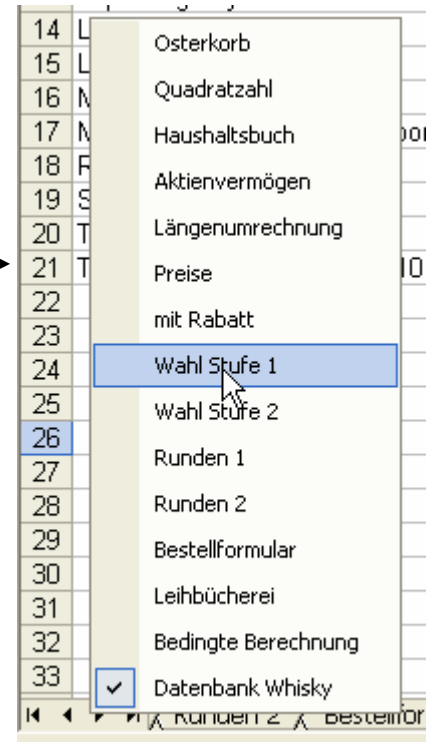 14 L
15 L
16 M
17 M
18 R
19 S
20 T
21 T 10
22
23
24
25
26
27
28
29
30
31
32
33
Osterkorb
Quadratzahl
Haushaltsbuch
Aktienvermögen
Längenumrechnung
Preise
mit Rabatt
Wahl Stufe 1
Wahl Stufe 2
Runden 1
Runden 2
Bestellformular
Leihbücherei
Bedingte Berechnung
Datenbank Whisky
Runden 2 Bestellfor